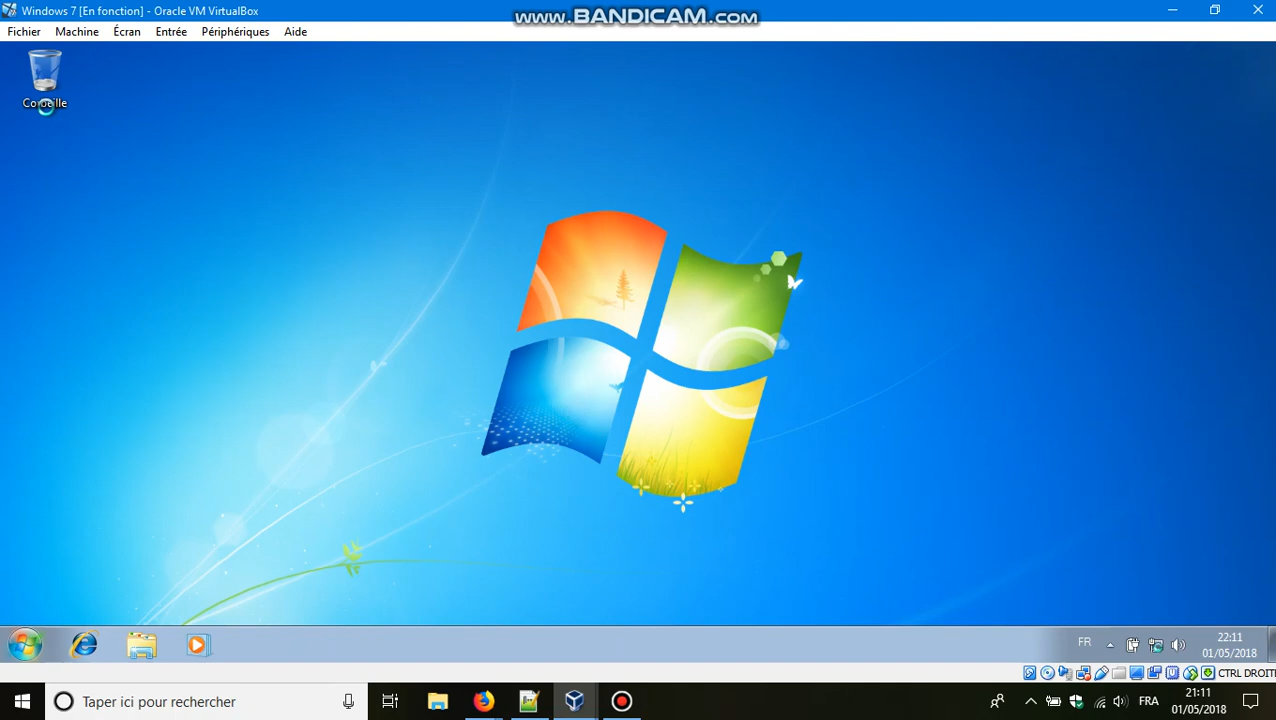 Windows 7 [En fonction] - Oracle VM VirtualBox
www.BANDICAM.com
Fichier Machine Écran Entrée Périphériques Aide
Corbeille
FR
22:11
01/05/2018
CTRL DROITE
Taper ici pour rechercher
FRA
21:11
01/05/2018